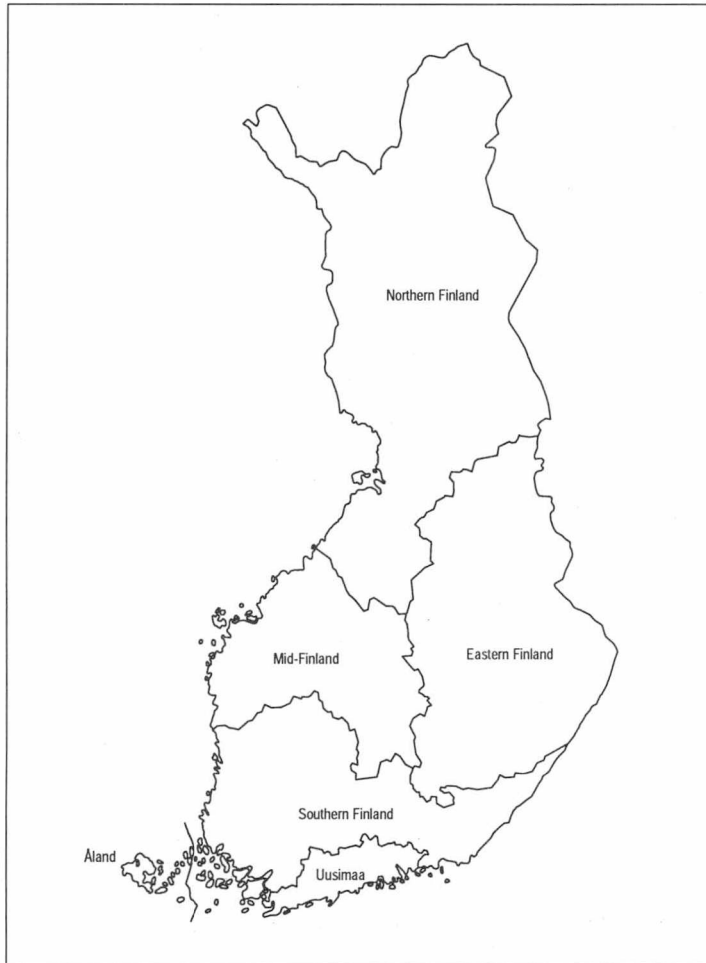 Northern Finland
Mid-Finland
Eastern Finland
Southern Finland
Åland
Uusimaa